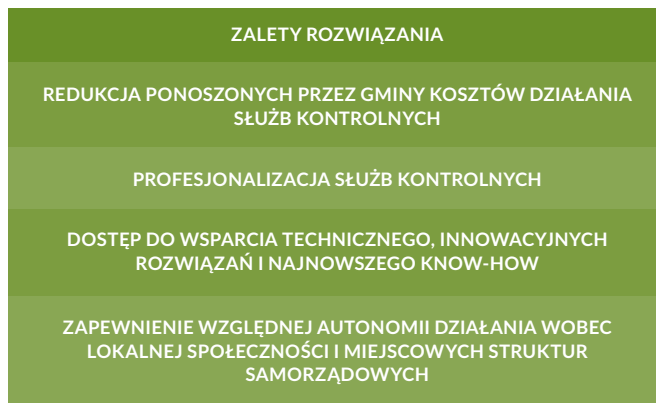 ZALETY ROZWIĄZANIA
REDUKCJA PONOSZONYCH PRZEZ GMINY KOSZTÓW DZIAŁANIA
SŁUŻB KONTROLNYCH
PROFESJONALIZACJA SŁUŻB KONTROLNYCH
DOSTĘP DO WSPARCIA TECHNICZNEGO, INNOWACYJNYCH
ROZWIĄZAŃ I NAJNOWSZEGO KNOW-HOW
ZAPEWNIENIE WZGLĘDNEJ AUTONOMII DZIAŁANIA WOBEC
LOKALNEJ SPOŁECZNOŚCI I MIEJSCOWYCH STRUKTUR
SAMORZĄDOWYCH